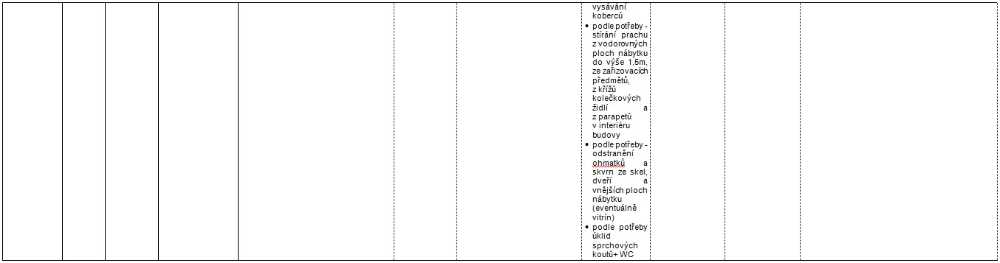 vysávání
koberců
• podle potřeby -
stírání prachu
z vodorovných
ploch nábytku
do výše 1,5m,
ze zařizovacích
předmětů,
z křížů
kolečkových
židlí a
z parapetů
v interiéru
budovy
• podle potřeby -
odstranění
ohmatků a
skvrn ze skel,
dveří a
vnějších ploch
nábytku
(eventuálně
vitrín)
• podle potřeby
úklid
sprchových
koutů+ WC